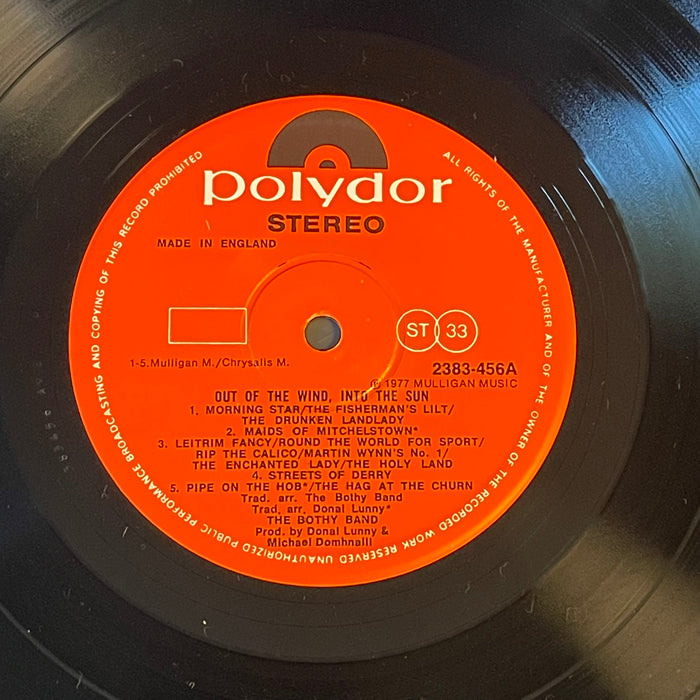 polydor
STEREO
MADE IN ENGLAND
ST 33
1-5.Mulligan M./Chrysalis M.
2383-456A
℗ 1977 MULLIGAN MUSIC
OUT OF THE WIND, INTO THE SUN
1. MORNING STAR/THE FISHERMAN'S LILT/
THE DRUNKEN LANDLADY
2. MAIDS OF MITCHELSTOWN*
3. LEITRIM FANCY/ROUND THE WORLD FOR SPORT/
RIP THE CALICO/MARTIN WYNN'S No. 1/
THE ENCHANTED LADY/THE HOLY LAND
4. STREETS OF DERRY
5. PIPE ON THE HOB*/THE HAG AT THE CHURN
Trad. arr. The Bothy Band
Trad, arr, Donal Lunny*
THE BOTHY BAND
Prod. by Donal Lunny &
Michael Domhnaill
ALL RIGHTS OF THE MANUFACTURER AND OF THE OWNER OF THE RECORDED WORK RESERVED UNAUTHORIZED PUBLIC PERFORMANCE BROADCASTING AND COPYING OF THIS RECORD PROHIBITED